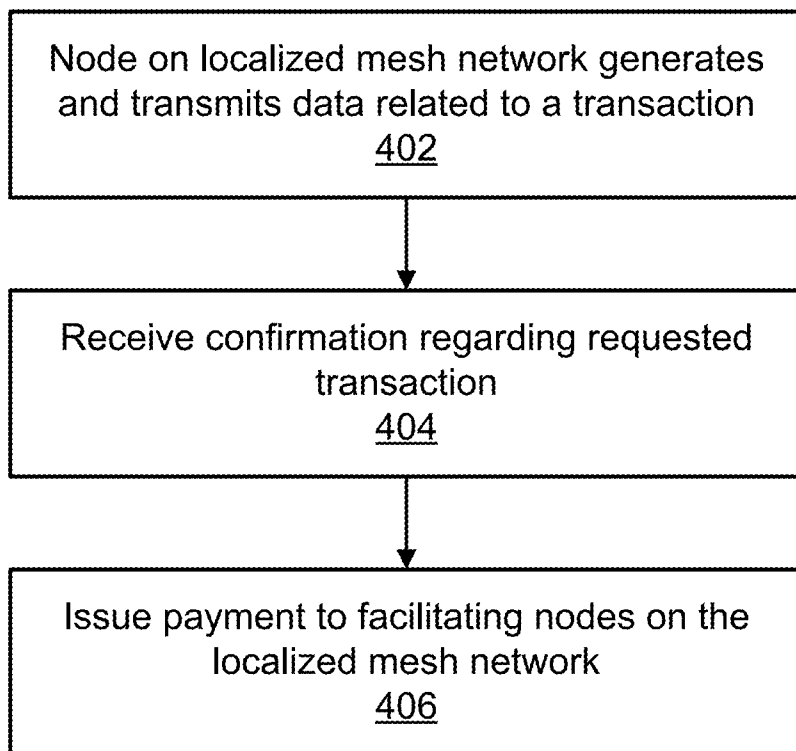 Node on localized mesh network generates
and transmits data related to a transaction
402
Receive confirmation regarding requested
transaction
404
Issue payment to facilitating nodes on the
localized mesh network
406